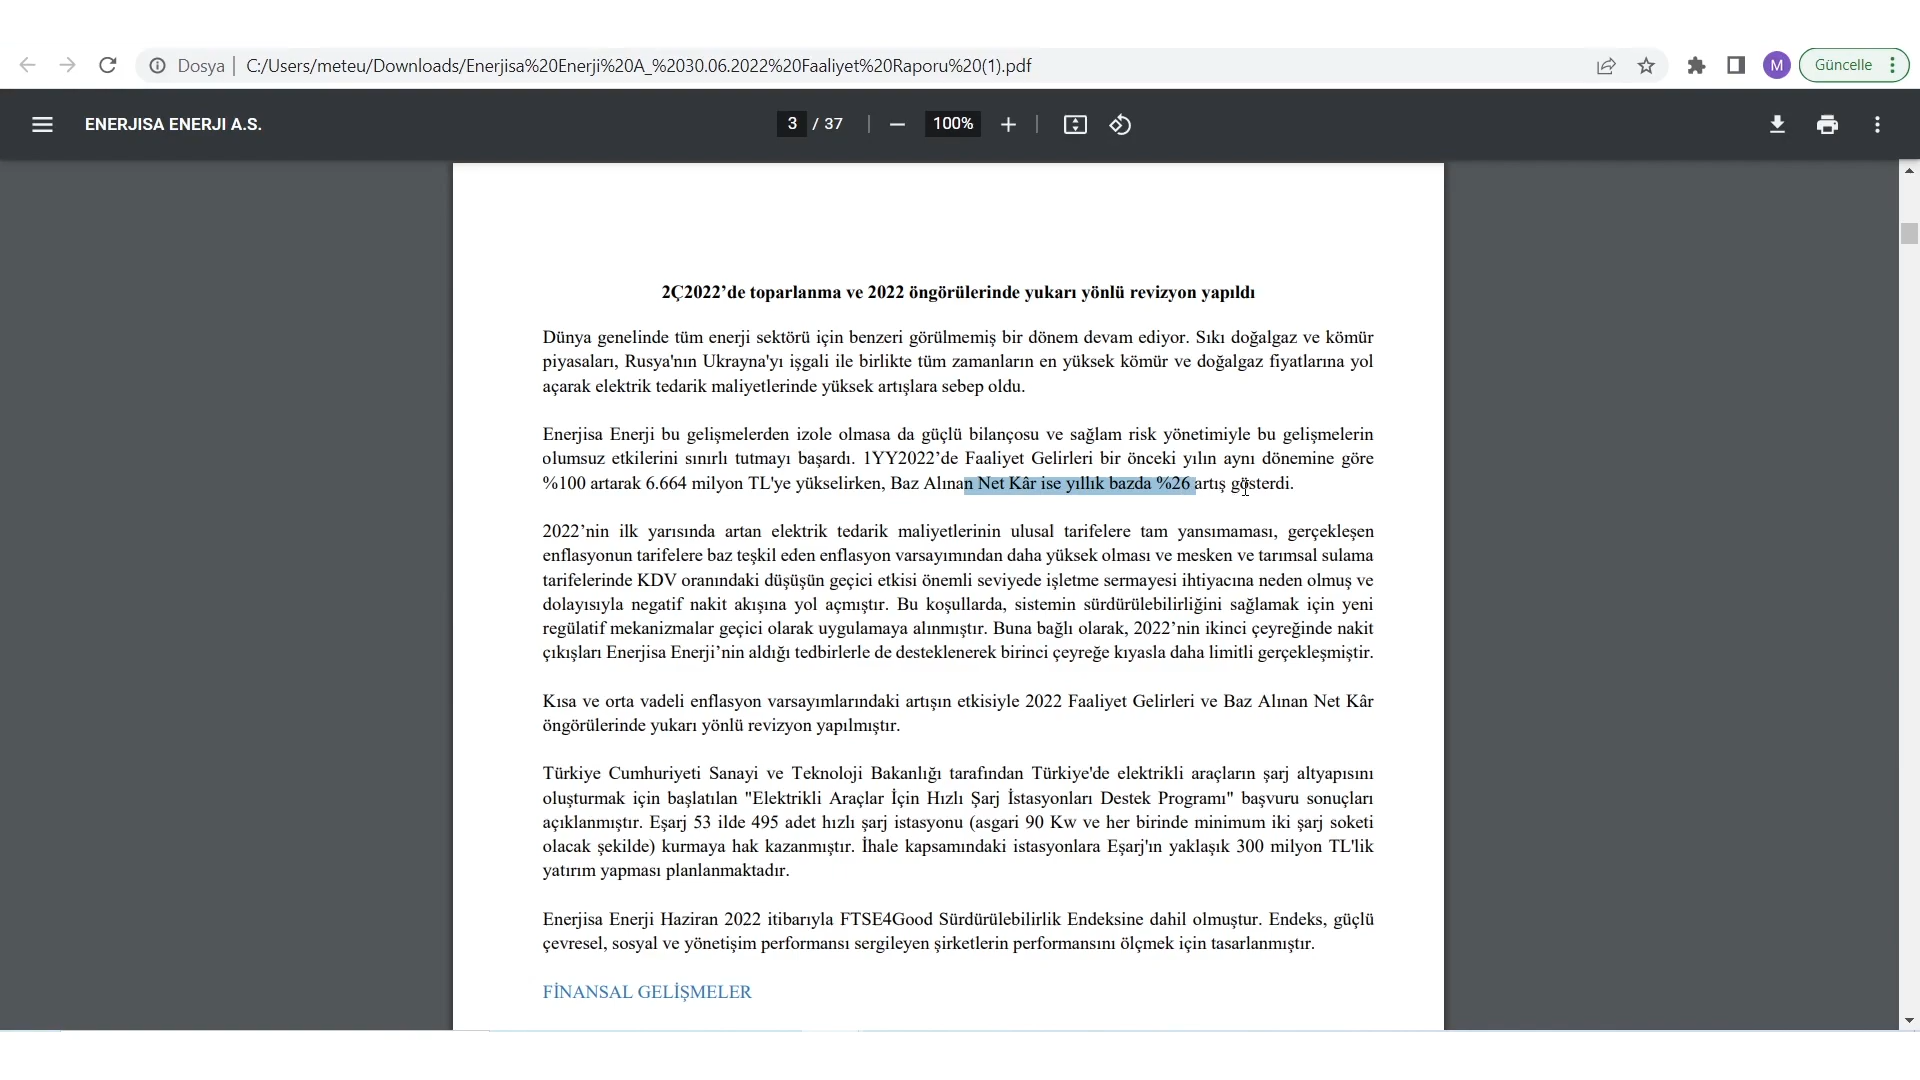 Dosya | C:/Users/meteu/Downloads/Enerjisa%20Enerji%20A_%2030.06.2022%20Faaliyet%20Raporu%20(1).pdf
M
Güncelle
ENERJISA ENERJI A.S.
3 / 37
100%
2Ç2022’de toparlanma ve 2022 öngörülerinde yukarı yönlü revizyon yapıldı
Dünya genelinde tüm enerji sektörü için benzeri görülmemiş bir dönem devam ediyor. Sıkı doğalgaz ve kömür
piyasaları, Rusya'nın Ukrayna'yı işgali ile birlikte tüm zamanların en yüksek kömür ve doğalgaz fiyatlarına yol
açarak elektrik tedarik maliyetlerinde yüksek artışlara sebep oldu.
Enerjisa Enerji bu gelişmelerden izole olmasa da güçlü bilançosu ve sağlam risk yönetimiyle bu gelişmelerin
olumsuz etkilerini sınırlı tutmayı başardı. 1YY2022’de Faaliyet Gelirleri bir önceki yılın aynı dönemine göre
%100 artarak 6.664 milyon TL'ye yükselirken, Baz Alınan Net Kâr ise yıllık bazda %26 artış gösterdi.
2022’nin ilk yarısında artan elektrik tedarik maliyetlerinin ulusal tarifelere tam yansımaması, gerçekleşen
enflasyonun tarifelere baz teşkil eden enflasyon varsayımından daha yüksek olması ve mesken ve tarımsal sulama
tarifelerinde KDV oranındaki düşüşün geçici etkisi önemli seviyede işletme sermayesi ihtiyacına neden olmuş ve
dolayısıyla negatif nakit akışına yol açmıştır. Bu koşullarda, sistemin sürdürülebilirliğini sağlamak için yeni
regülatif mekanizmalar geçici olarak uygulamaya alınmıştır. Buna bağlı olarak, 2022’nin ikinci çeyreğinde nakit
çıkışları Enerjisa Enerji’nin aldığı tedbirlerle de desteklenerek birinci çeyreğe kıyasla daha limitli gerçekleşmiştir.
Kısa ve orta vadeli enflasyon varsayımlarındaki artışın etkisiyle 2022 Faaliyet Gelirleri ve Baz Alınan Net Kâr
öngörülerinde yukarı yönlü revizyon yapılmıştır.
Türkiye Cumhuriyeti Sanayi ve Teknoloji Bakanlığı tarafından Türkiye'de elektrikli araçların şarj altyapısını
oluşturmak için başlatılan "Elektrikli Araçlar İçin Hızlı Şarj İstasyonları Destek Programı" başvuru sonuçları
açıklanmıştır. Eşarj 53 ilde 495 adet hızlı şarj istasyonu (asgari 90 Kw ve her birinde minimum iki şarj soketi
olacak şekilde) kurmaya hak kazanmıştır. İhale kapsamındaki istasyonlara Eşarj'ın yaklaşık 300 milyon TL'lik
yatırım yapması planlanmaktadır.
Enerjisa Enerji Haziran 2022 itibarıyla FTSE4Good Sürdürülebilirlik Endeksine dahil olmuştur. Endeks, güçlü
çevresel, sosyal ve yönetişim performansı sergileyen şirketlerin performansını ölçmek için tasarlanmıştır.
FİNANSAL GELİŞMELER